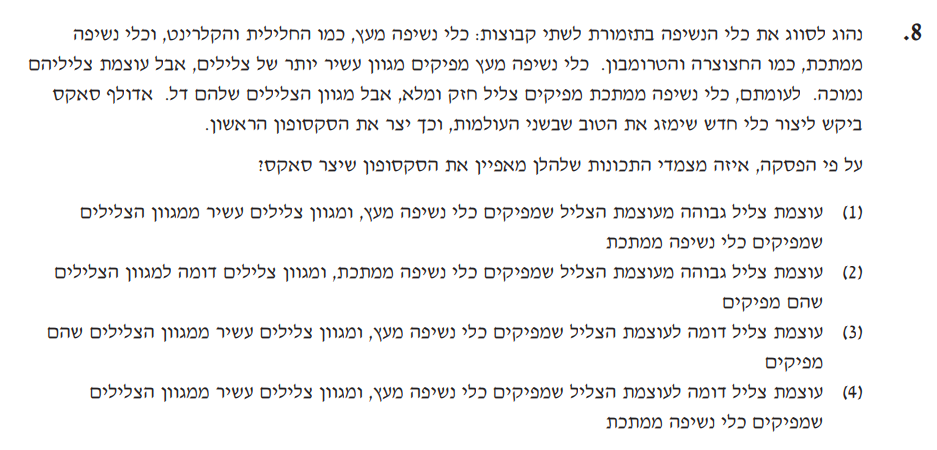 8. נהוג לסווג את כלי הנשיפה בתזמורת לשתי קבוצות: כלי נשיפה מעץ, כמו החלילית והקלרינט, וכלי נשיפה
ממתכת, כמו החצוצרה והטרומבון. כלי נשיפה מעץ מפיקים מגוון עשיר יותר של צלילים, אבל עוצמת צליליהם
נמוכה. לעומתם, כלי נשיפה ממתכת מפיקים צליל חזק ומלא, אבל מגוון הצלילים שלהם דל. אדולף סאקס
ביקש ליצור כלי חדש שימזג את הטוב שבשני העולמות, וכך יצר את הסקסופון הראשון.
על פי הפסקה, איזה מצמדי התכונות שלהלן מאפיין את הסקסופון שיצר סאקס?
(1) עוצמת צליל גבוהה מעוצמת הצליל שמפיקים כלי נשיפה מעץ, ומגוון צלילים עשיר ממגוון הצלילים
שמפיקים כלי נשיפה ממתכת
(2) עוצמת צליל גבוהה מעוצמת הצליל שמפיקים כלי נשיפה ממתכת, ומגוון צלילים דומה למגוון הצלילים
שהם מפיקים
(3) עוצמת צליל דומה לעוצמת הצליל שמפיקים כלי נשיפה מעץ, ומגוון צלילים עשיר ממגוון הצלילים שהם
מפיקים
(4) עוצמת צליל דומה לעוצמת הצליל שמפיקים כלי נשיפה מעץ, ומגוון צלילים עשיר ממגוון הצלילים
שמפיקים כלי נשיפה ממתכת